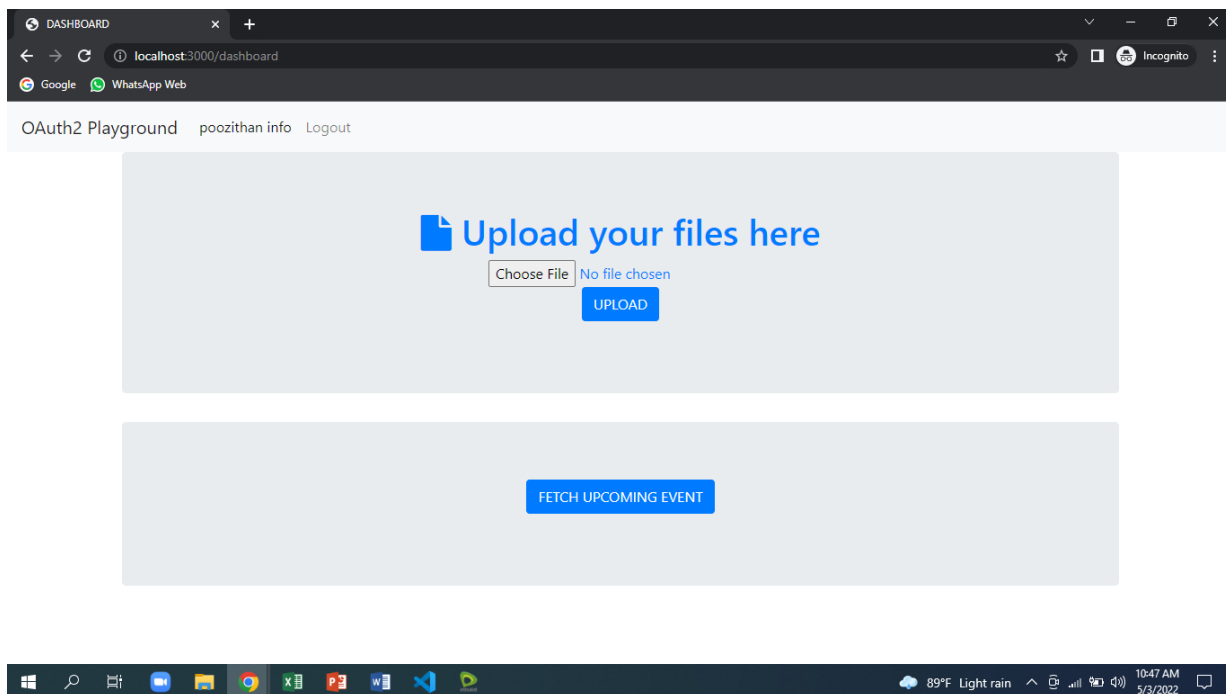 DASHBOARD
localhost:3000/dashboard
Incognito
Google WhatsApp Web
OAuth2 Playground poozithan info Logout
Upload your files here
Choose File No file chosen
UPLOAD
FETCH UPCOMING EVENT
89°F Light rain
10:47 AM
5/3/2022